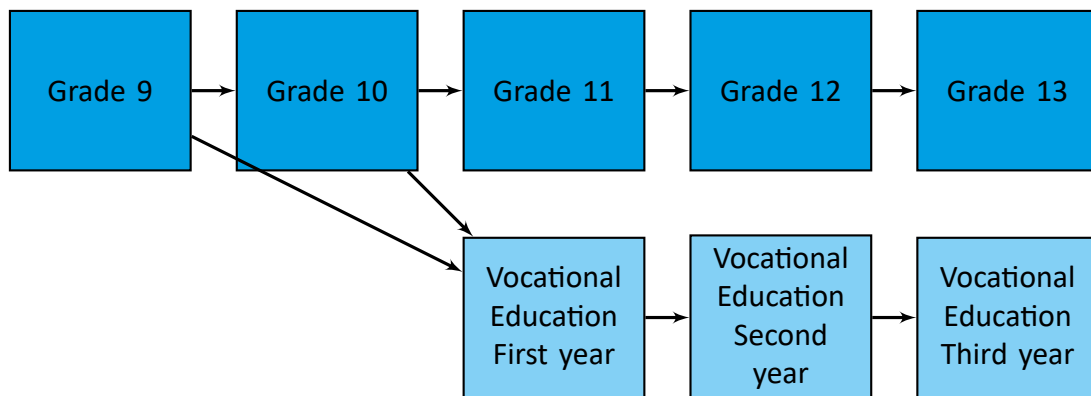 Grade 9
Grade 10
Grade 11
Grade 12
Grade 13
Vocational
Education
First year
Vocational
Education
Second
year
Vocational
Education
Third year